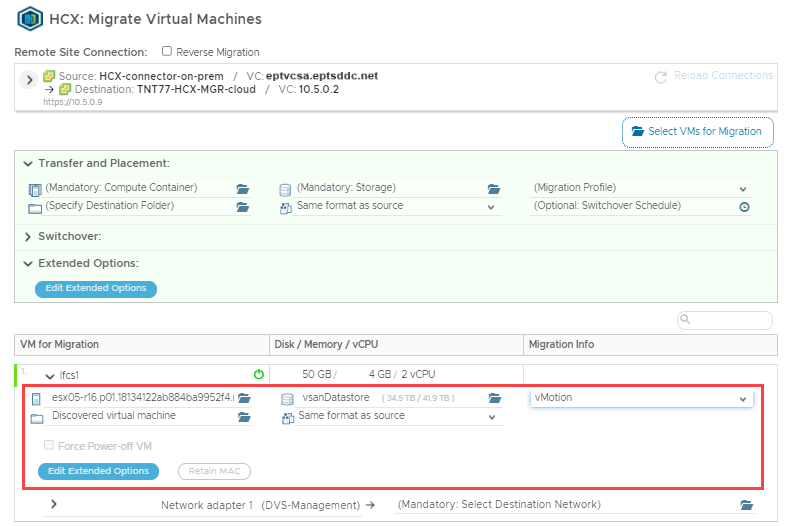 HCX: Migrate Virtual Machines
Remote Site Connection: Reverse Migration
Source: HCX-connector-on-prem / VC: eptvcsa.eptsddc.net
Reload Connections
→ Destination: TNT77-HCX-MGR-cloud / VC: 10.5.0.2
https://10.5.0.9
Select VMs for Migration
Transfer and Placement:
(Mandatory: Compute Container) (Mandatory: Storage) (Migration Profile)
(Specify Destination Folder) Same format as source (Optional: Switchover Schedule)
Switchover:
Extended Options:
Edit Extended Options
VM for Migration Disk / Memory / vCPU Migration Info
1 lfcs1 50 GB / 4 GB / 2 vCPU
esx05-r16.p01.18134122ab884ba9952f4. vsanDatastore ( 34.5 TB / 41.9 TB ) vMotion
Discovered virtual machine Same format as source
Force Power-off VM
Edit Extended Options Retain MAC
Network adapter 1 (DVS-Management) → (Mandatory: Select Destination Network)